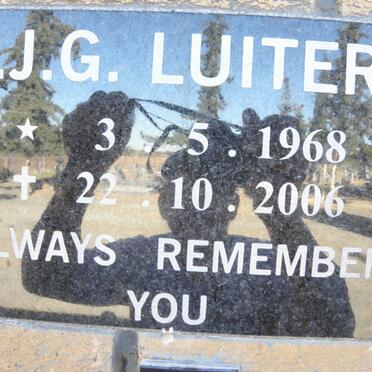 .J.G. LUITER
★ 3 . 5 . 1968
✝ 22 . 10 . 2006
LWAYS REMEMBER
YOU